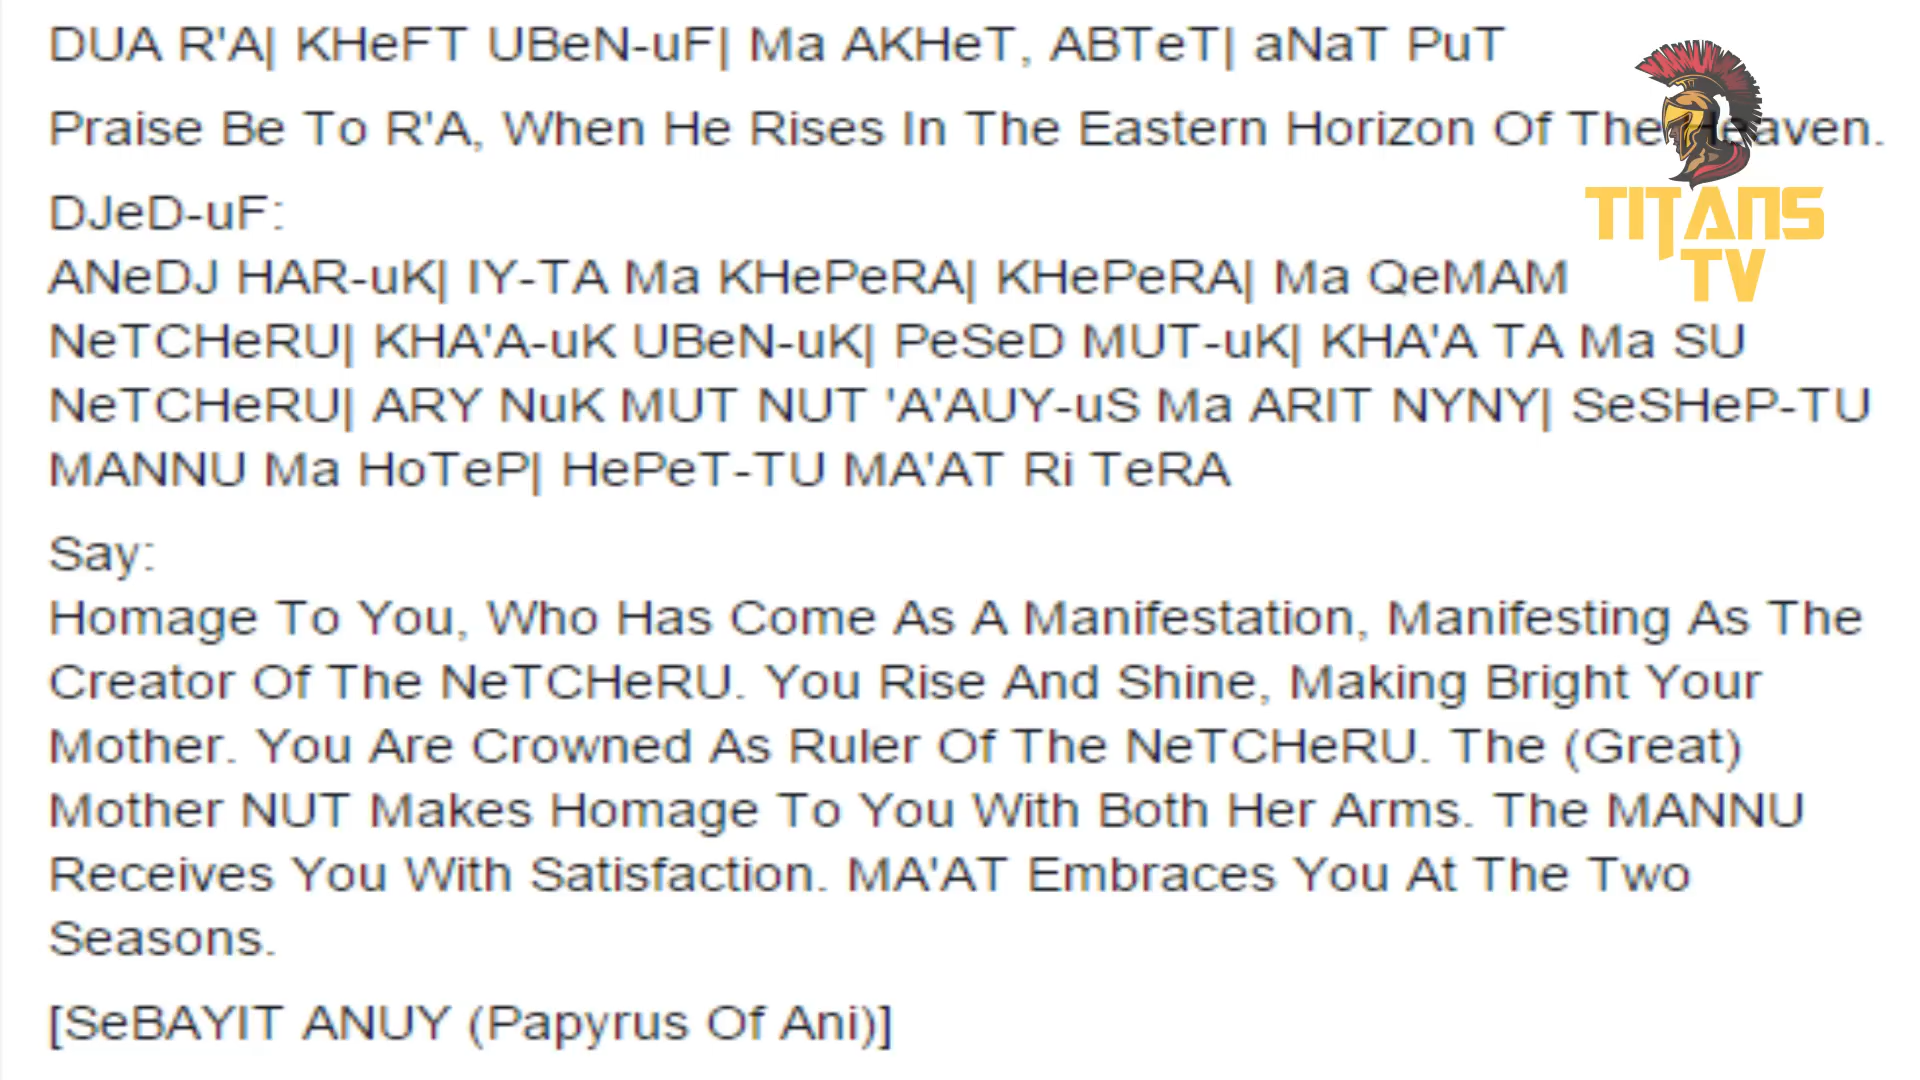 DUA R'A| KHeFT UBeN-uF| Ma AKHeT, ABTeT| aNaT PuT
Praise Be To R'A, When He Rises In The Eastern Horizon Of The Heaven.
DJeD-uF:
ANeDJ HAR-uK| IY-TA Ma KHePeRA| KHePeRA| Ma QeMAM
NeTCHeRU| KHA'A-uK UBeN-uK| PeSeD MUT-uK| KHA'A TA Ma SU
NeTCHeRU| ARY NuK MUT NUT 'A'AUY-uS Ma ARIT NYNY| SeSHeP-TU
MANNU Ma HoTeP| HePeT-TU MA'AT Ri TeRA
Say:
Homage To You, Who Has Come As A Manifestation, Manifesting As The
Creator Of The NeTCHeRU. You Rise And Shine, Making Bright Your
Mother. You Are Crowned As Ruler Of The NeTCHeRU. The (Great)
Mother NUT Makes Homage To You With Both Her Arms. The MANNU
Receives You With Satisfaction. MA'AT Embraces You At The Two
Seasons.
[SeBAYIT ANUY (Papyrus Of Ani)]
TITANS
TV